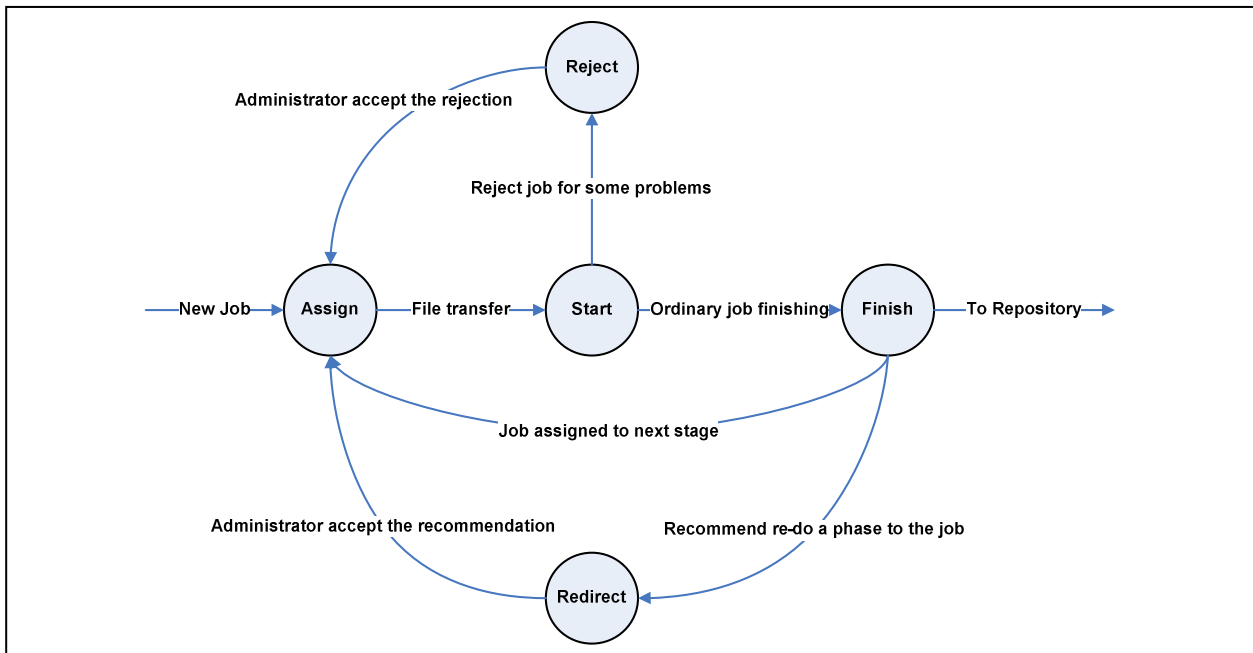 Reject
Administrator accept the rejection
Reject job for some problems
New Job
Assign
File transfer
Start
Ordinary job finishing
Finish
To Repository
Job assigned to next stage
Administrator accept the recommendation
Recommend re-do a phase to the job
Redirect